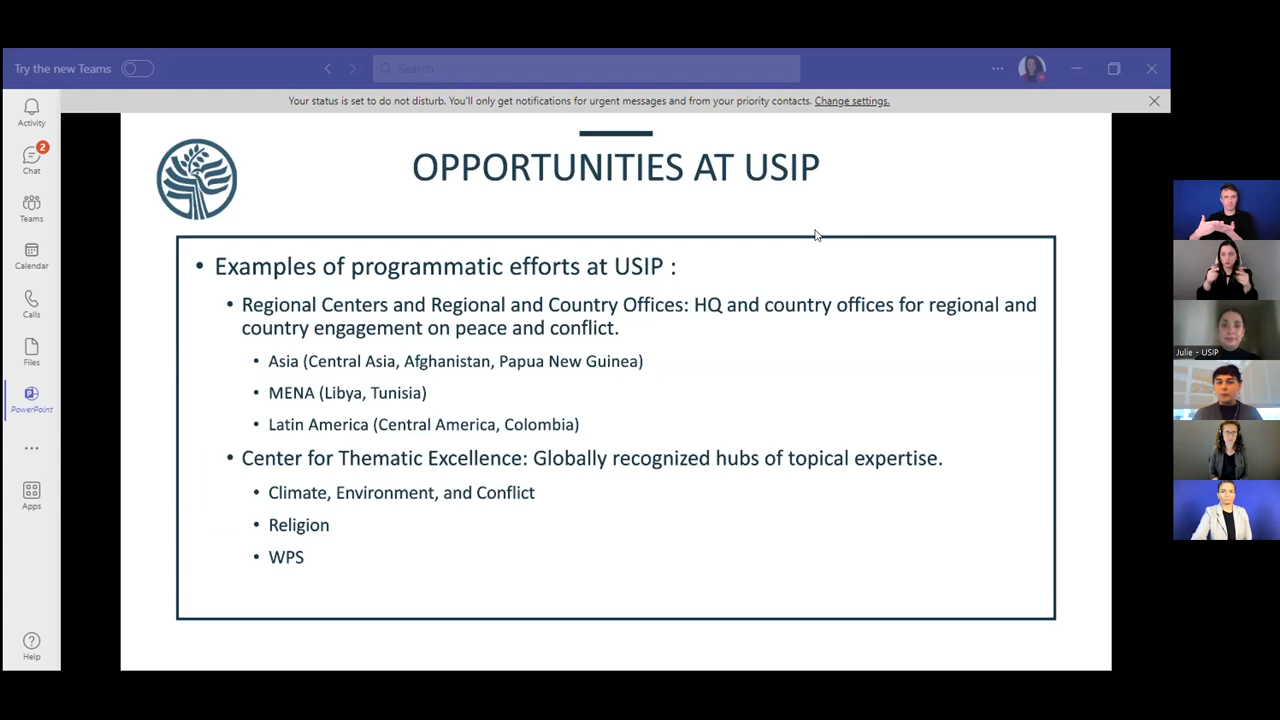 Try the new Teams
Search
Your status is set to do not disturb. You'll only get notifications for urgent messages and from your priority contacts. Change settings.
Activity
2
Chat
Teams
Calendar
Calls
Files
PowerPoint
Apps
Help
OPPORTUNITIES AT USIP
• Examples of programmatic efforts at USIP :
• Regional Centers and Regional and Country Offices: HQ and country offices for regional and
country engagement on peace and conflict.
• Asia (Central Asia, Afghanistan, Papua New Guinea)
• MENA (Libya, Tunisia)
• Latin America (Central America, Colombia)
• Center for Thematic Excellence: Globally recognized hubs of topical expertise.
• Climate, Environment, and Conflict
• Religion
• WPS
Julie - USIP